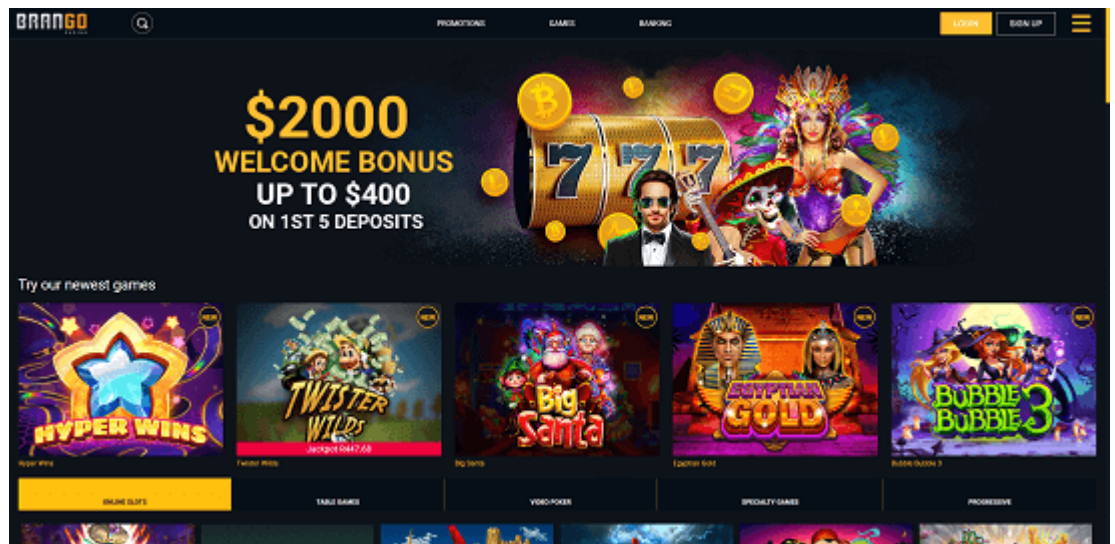 BRANGO
CASINO
PROMOTIONS GAMES BANKING
LOGIN SIGN UP
$2000
WELCOME BONUS
UP TO $400
ON 1ST 5 DEPOSITS
777
Try our newest games
NEW NEW NEW NEW
HYPER WINS
TWISTER
WILDS
Big
Santa
EGYPTIAN
GOLD
BUBBLE
BUBBLE 3
Hyper Wins
Twister Wilds
Big Santa
Egyptian Gold
Bubble Bubble 3
ONLINE SLOTS TABLE GAMES VIDEO POKER SPECIALTY GAMES PROGRESSIVE